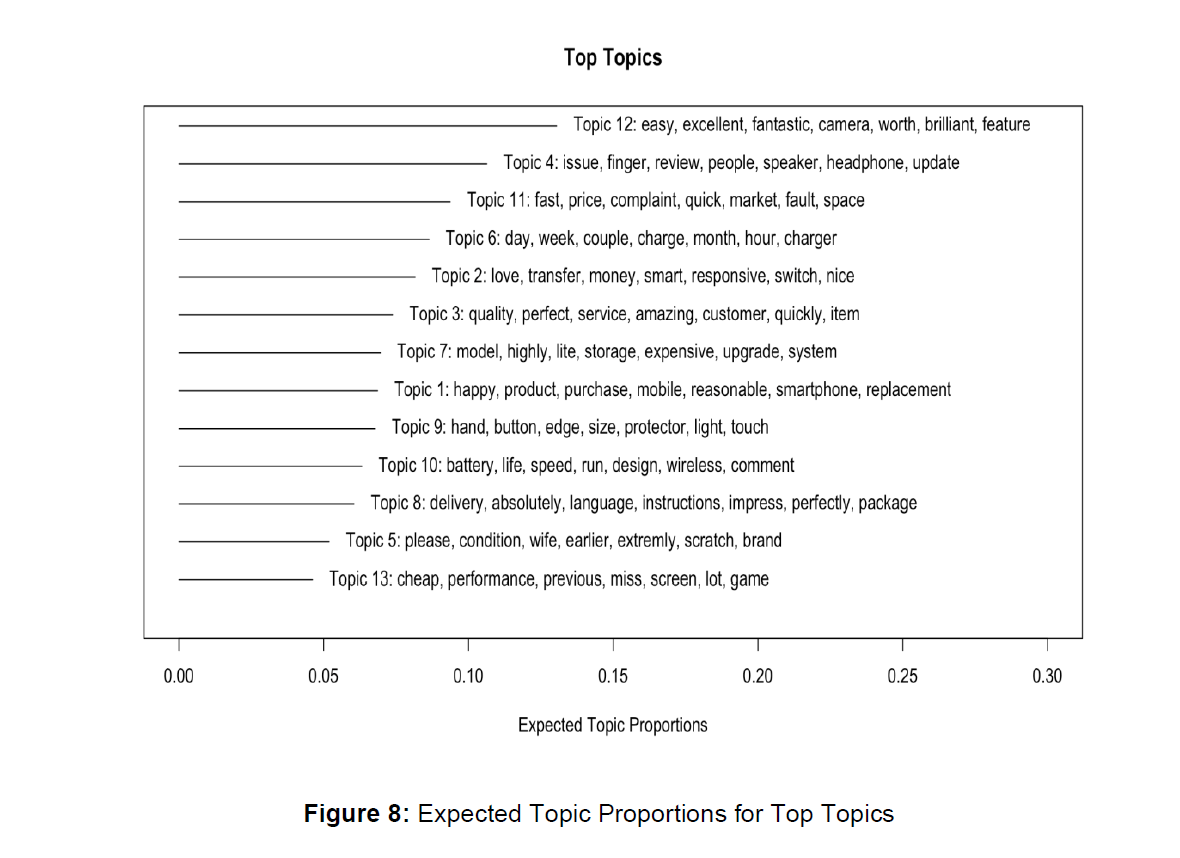 Top Topics
Topic 12: easy, excellent, fantastic, camera, worth, brilliant, feature
Topic 4: issue, finger, review, people, speaker, headphone, update
Topic 11: fast, price, complaint, quick, market, fault, space
Topic 6: day, week, couple, charge, month, hour, charger
Topic 2: love, transfer, money, smart, responsive, switch, nice
Topic 3: quality, perfect, service, amazing, customer, quickly, item
Topic 7: model, highly, lite, storage, expensive, upgrade, system
Topic 1: happy, product, purchase, mobile, reasonable, smartphone, replacement
Topic 9: hand, button, edge, size, protector, light, touch
Topic 10: battery, life, speed, run, design, wireless, comment
Topic 8: delivery, absolutely, language, instructions, impress, perfectly, package
Topic 5: please, condition, wife, earlier, extremly, scratch, brand
Topic 13: cheap, performance, previous, miss, screen, lot, game
0.00 0.05 0.10 0.15 0.20 0.25 0.30
Expected Topic Proportions
Figure 8: Expected Topic Proportions for Top Topics